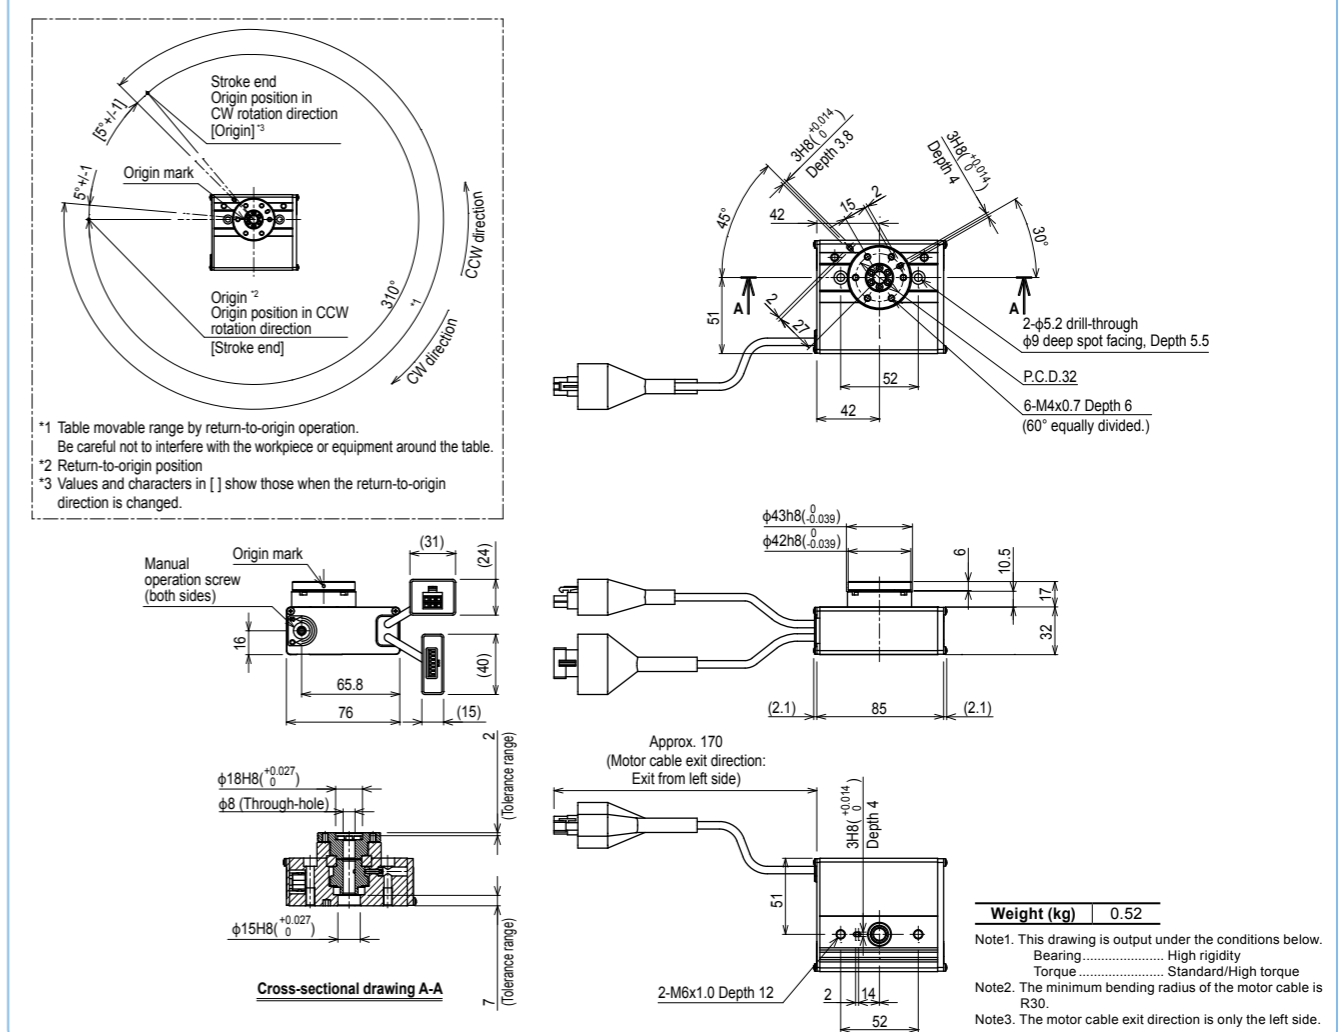 Stroke end
Origin position in
CW rotation direction
[Origin] *3
[5°+/-1]
Origin mark
5°+/-1
CCW direction
Origin *2
Origin position in CCW
rotation direction
[Stroke end]
310°
*1
CW direction
*1 Table movable range by return-to-origin operation.
Be careful not to interfere with the workpiece or equipment around the table.
*2 Return-to-origin position
*3 Values and characters in [ ] show those when the return-to-origin
direction is changed.
3H8( +0.014 0 )
Depth 3.8
3H8( +0.014 0 )
Depth 4
45°
42
15
2
30°
A
A
51
2
27
2-φ5.2 drill-through
φ9 deep spot facing, Depth 5.5
52
P.C.D.32
42
6-M4x0.7 Depth 6
(60° equally divided.)
Manual
operation screw
(both sides)
Origin mark
(31)
(24)
16
(40)
65.8
76
(15)
φ43h8( 0 -0.039 )
φ42h8( 0 -0.039 )
6
10.5
17
32
(2.1)
85
(2.1)
φ18H8( +0.027 0 )
φ8 (Through-hole)
2
(Tolerance range)
φ15H8( +0.027 0 )
7
(Tolerance range)
Cross-sectional drawing A-A
Approx. 170
(Motor cable exit direction:
Exit from left side)
3H8( +0.014 0 )
Depth 4
51
2-M6x1.0 Depth 12
2
14
52
Weight (kg) 0.52
Note1. This drawing is output under the conditions below.
Bearing...................... High rigidity
Torque ....................... Standard/High torque
Note2. The minimum bending radius of the motor cable is
R30.
Note3. The motor cable exit direction is only the left side.